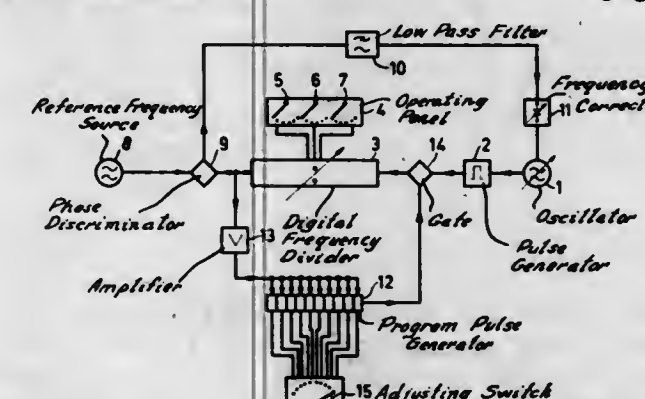 Low Pass Filter
10
5 6 7
Operating
Panel
4
Frequency
Correct
11
Reference Frequency
Source
8
9
3
14
2
1
Phase
Discriminator
Digital
Frequency
Divider
Gate
Oscillator
Pulse
Generator
13
Amplifier
12
Program Pulse
Generator
15 Adjusting Switch